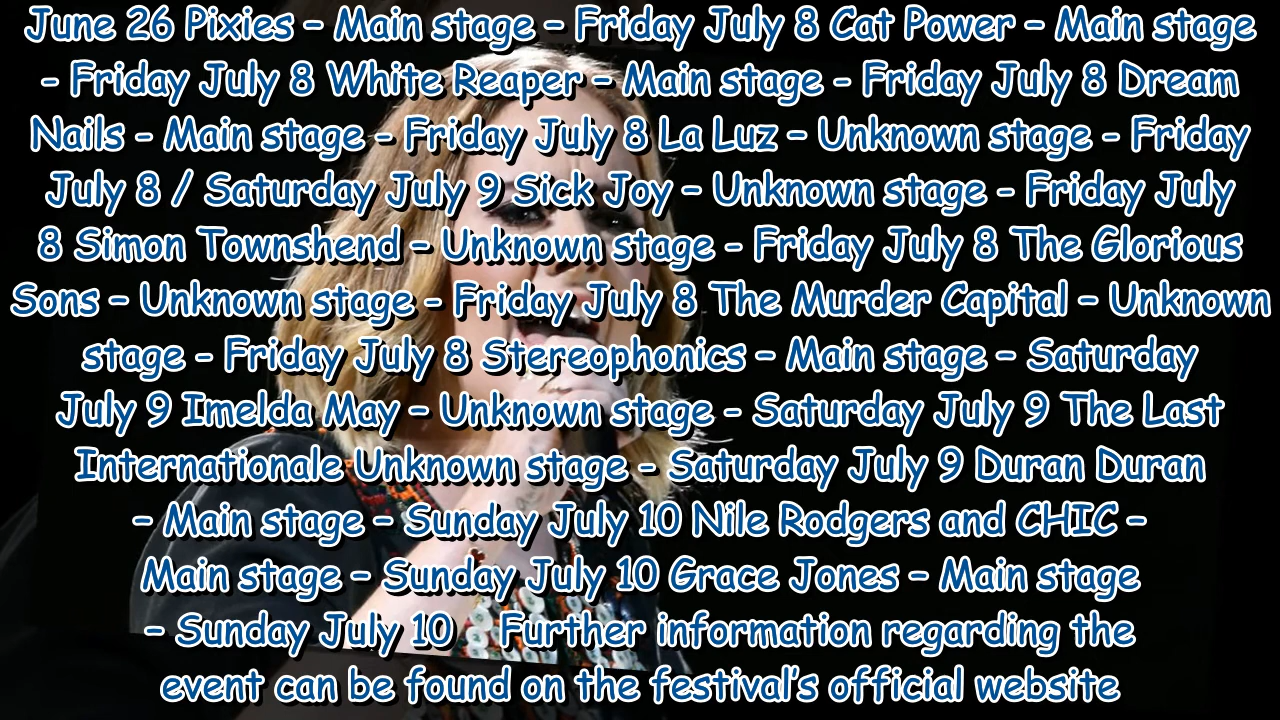 June 26 Pixies – Main stage – Friday July 8 Cat Power – Main stage
– Friday July 8 White Reaper – Main stage – Friday July 8 Dream
Nails – Main stage – Friday July 8 La Luz – Unknown stage – Friday
July 8 / Saturday July 9 Sick Joy – Unknown stage – Friday July
8 Simon Townshend – Unknown stage – Friday July 8 The Glorious
Sons – Unknown stage – Friday July 8 The Murder Capital – Unknown
stage – Friday July 8 Stereophonics – Main stage – Saturday
July 9 Imelda May – Unknown stage – Saturday July 9 The Last
Internationale Unknown stage – Saturday July 9 Duran Duran
– Main stage – Sunday July 10 Nile Rodgers and CHIC –
Main stage – Sunday July 10 Grace Jones – Main stage
– Sunday July 10 Further information regarding the
event can be found on the festival’s official website